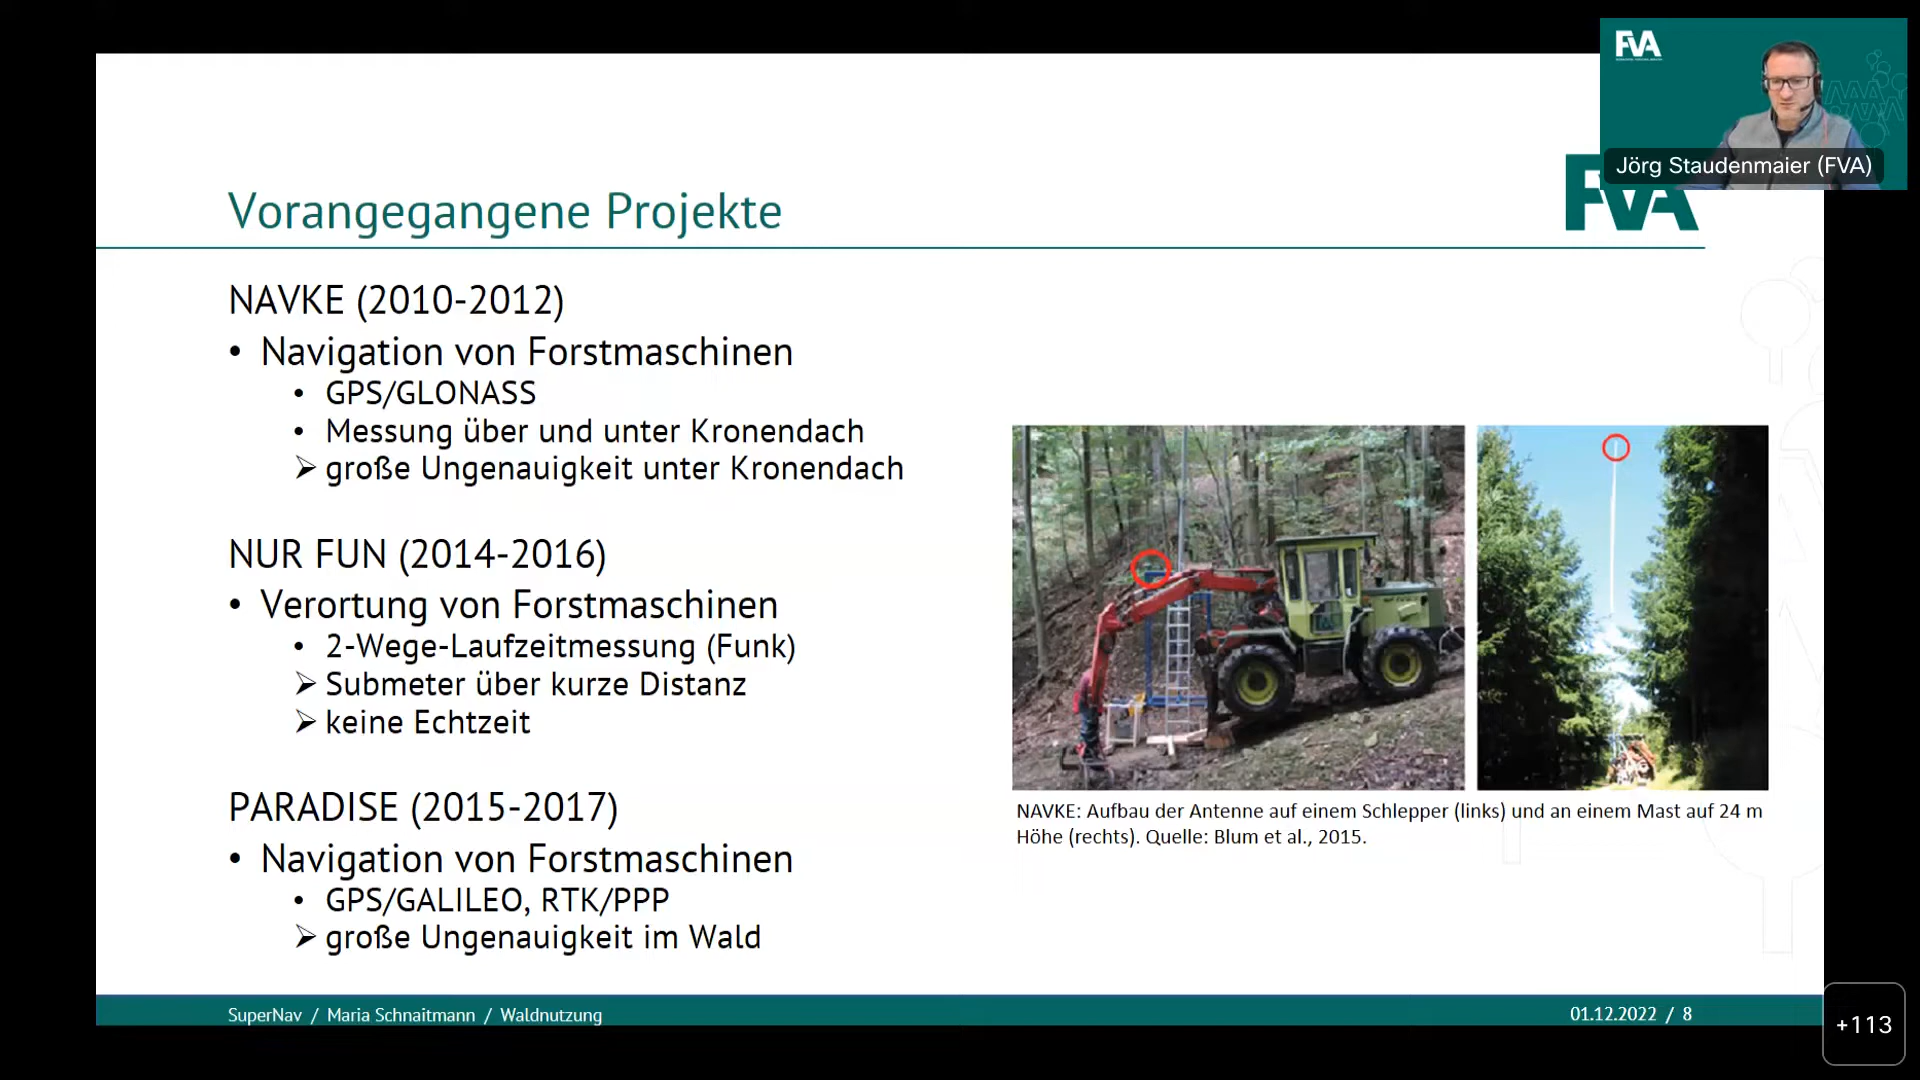 FVA
Jörg Staudenmaier (FVA)
FVA
Vorangegangene Projekte
NAVKE (2010-2012)
• Navigation von Forstmaschinen
• GPS/GLONASS
• Messung über und unter Kronendach
➢ große Ungenauigkeit unter Kronendach
NUR FUN (2014-2016)
• Verortung von Forstmaschinen
• 2-Wege-Laufzeitmessung (Funk)
➢ Submeter über kurze Distanz
➢ keine Echtzeit
PARADISE (2015-2017)
• Navigation von Forstmaschinen
• GPS/GALILEO, RTK/PPP
➢ große Ungenauigkeit im Wald
NAVKE: Aufbau der Antenne auf einem Schlepper (links) und an einem Mast auf 24 m
Höhe (rechts). Quelle: Blum et al., 2015.
SuperNav / Maria Schnaitmann / Waldnutzung
01.12.2022 / 8
+113